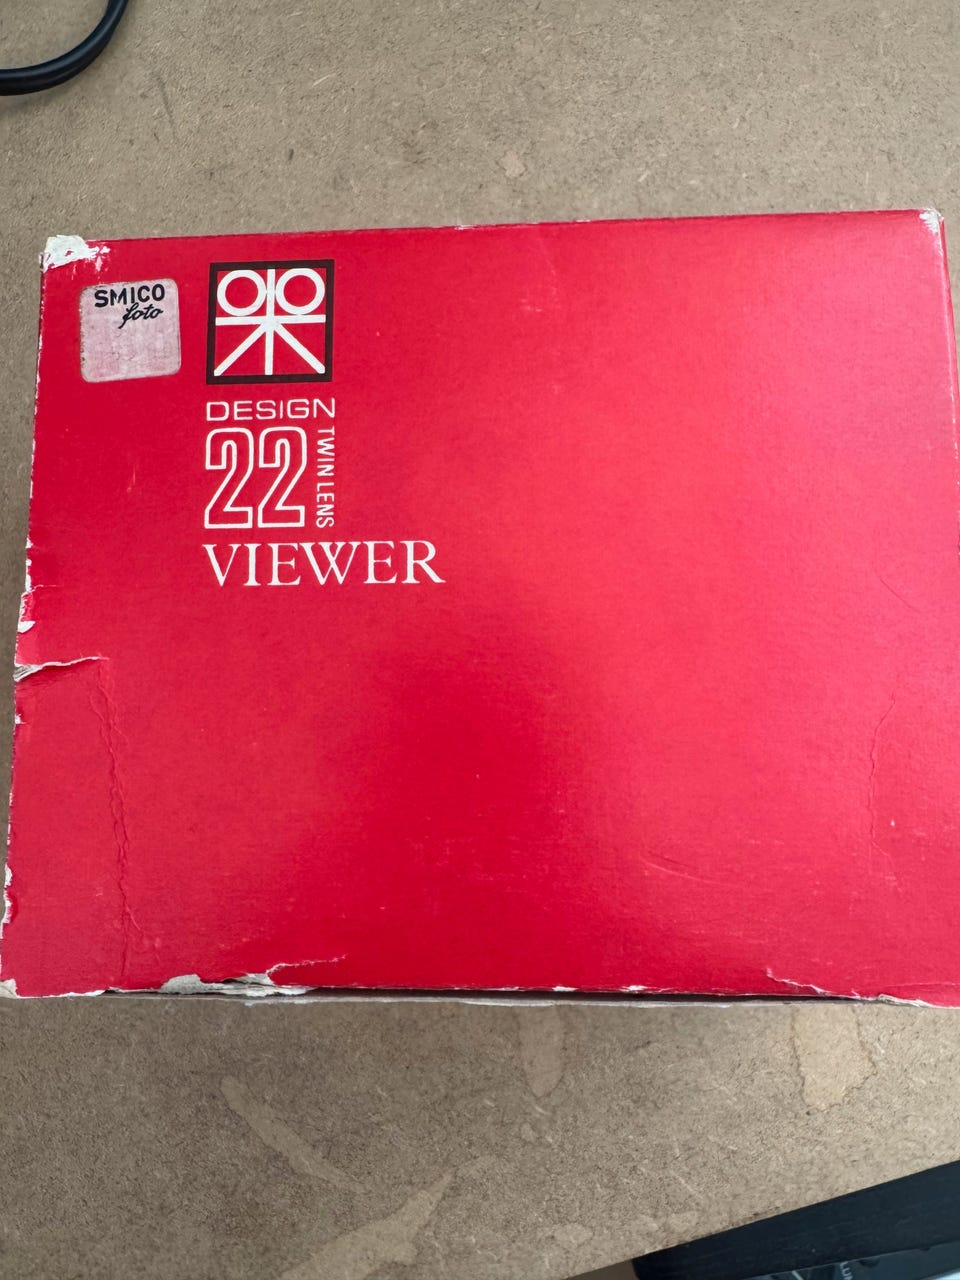 SMICO
foto
DESIGN
22
TWIN LENS
VIEWER